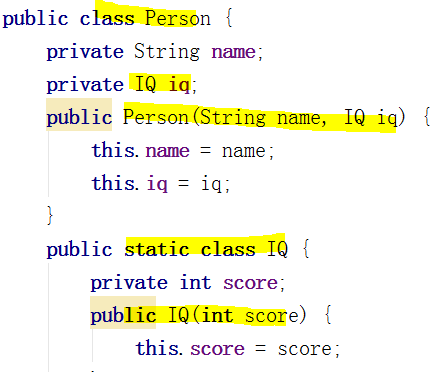 public class Person {
private String name;
private IQ iq;
public Person(String name, IQ iq) {
this.name = name;
this.iq = iq;
}
public static class IQ {
private int score;
public IQ(int score) {
this.score = score;